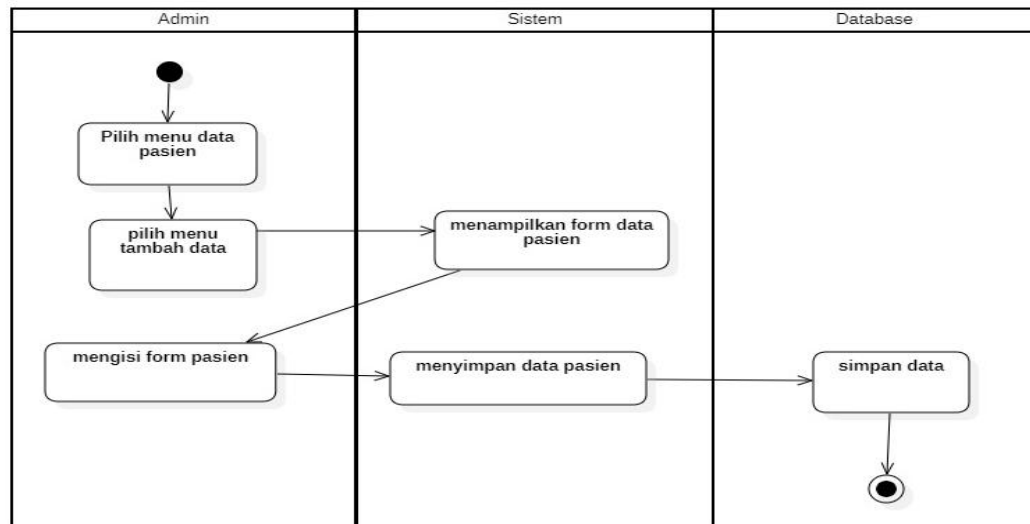 Admin
Sistem
Database
Pilih menu data
pasien
pilih menu
tambah data
menampilkan form data
pasien
mengisi form pasien
menyimpan data pasien
simpan data